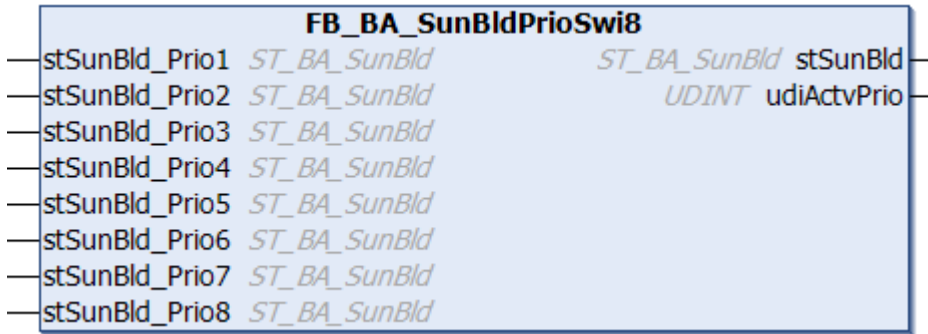 FB_BA_SunBldPrioSwi8
stSunBld_Prio1 ST_BA_SunBld ST_BA_SunBld stSunBld
stSunBld_Prio2 ST_BA_SunBld UDINT udiActvPrio
stSunBld_Prio3 ST_BA_SunBld
stSunBld_Prio4 ST_BA_SunBld
stSunBld_Prio5 ST_BA_SunBld
stSunBld_Prio6 ST_BA_SunBld
stSunBld_Prio7 ST_BA_SunBld
stSunBld_Prio8 ST_BA_SunBld